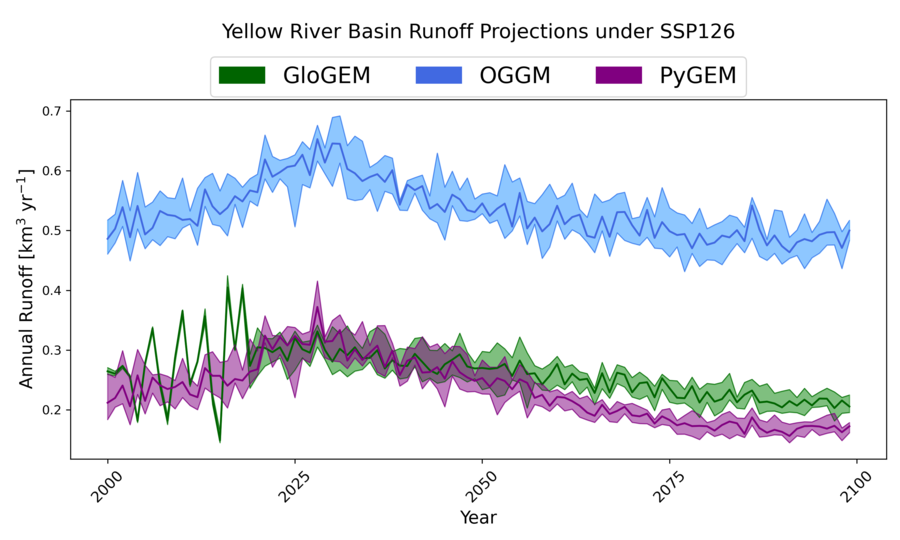 Yellow River Basin Runoff Projections under SSP126
GloGEM OGGM PyGEM
0.7
0.6
0.5
0.4
0.3
0.2
Annual Runoff [km³ yr⁻¹]
2000 2025 2050 2075 2100
Year